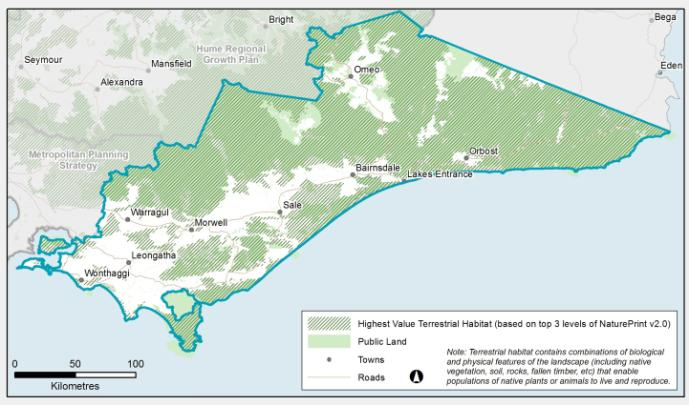 Bright
Bega
Hume Regional
Growth Plan
Seymour
Mansfield
Omeo
Eden
Alexandra
Metropolitan Planning
Strategy
Orbost
Bairnsdale
Lakes Entrance
Warragul
Sale
Morwell
Leongatha
Wonthaggi
Highest Value Terrestrial Habitat (based on top 3 levels of NaturePrint v2.0)
Public Land
Towns
Roads
Note: Terrestrial habitat contains combinations of biological
and physical features of the landscape (including native
vegetation, soil, rocks, fallen timber, etc) that enable
populations of native plants or animals to live and reproduce.
0 50 100
Kilometres